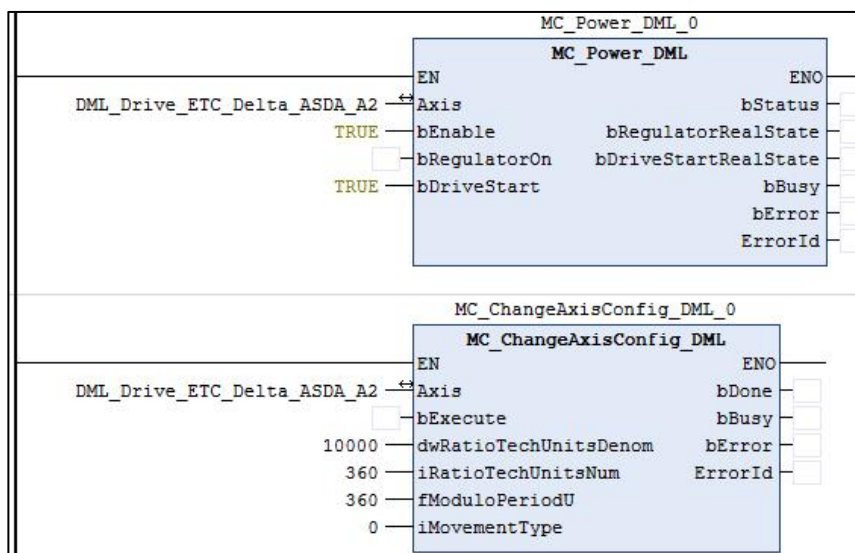 MC_Power_DML_0
MC_Power_DML
EN ENO
DML_Drive_ETC_Delta_ASDA_A2 Axis bStatus
TRUE bEnable bRegulatorRealState
bRegulatorOn bDriveStartRealState
TRUE bDriveStart bBusy
bError
ErrorId
MC_ChangeAxisConfig_DML_0
MC_ChangeAxisConfig_DML
EN ENO
DML_Drive_ETC_Delta_ASDA_A2 Axis bDone
bExecute bBusy
10000 dwRatioTechUnitsDenom bError
360 iRatioTechUnitsNum ErrorId
360 fModuloPeriodU
0 iMovementType